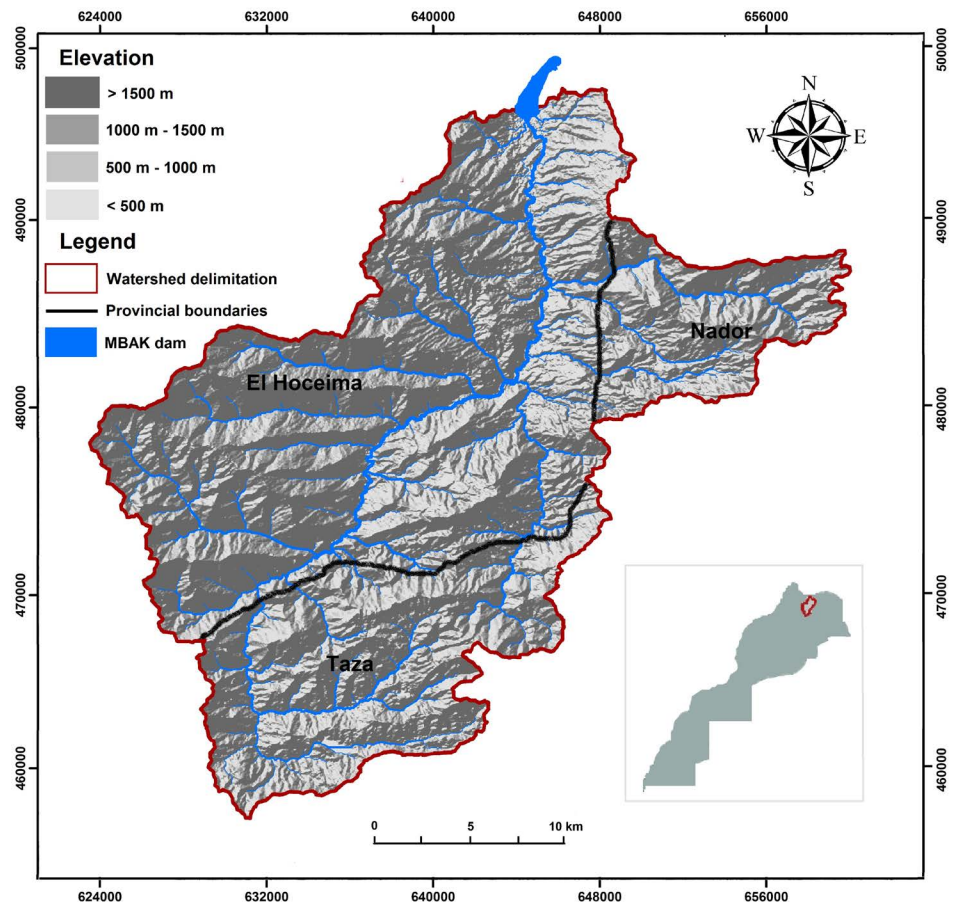 624000 632000 640000 648000 656000
500000
500000
Elevation
> 1500 m
1000 m - 1500 m
500 m - 1000 m
< 500 m
N
W E
S
490000
490000
Legend
Watershed delimitation
Provincial boundaries
MBAK dam
Nador
El Hoceima
480000
480000
470000
470000
Taza
460000
460000
0 5 10 km
624000 632000 640000 648000 656000